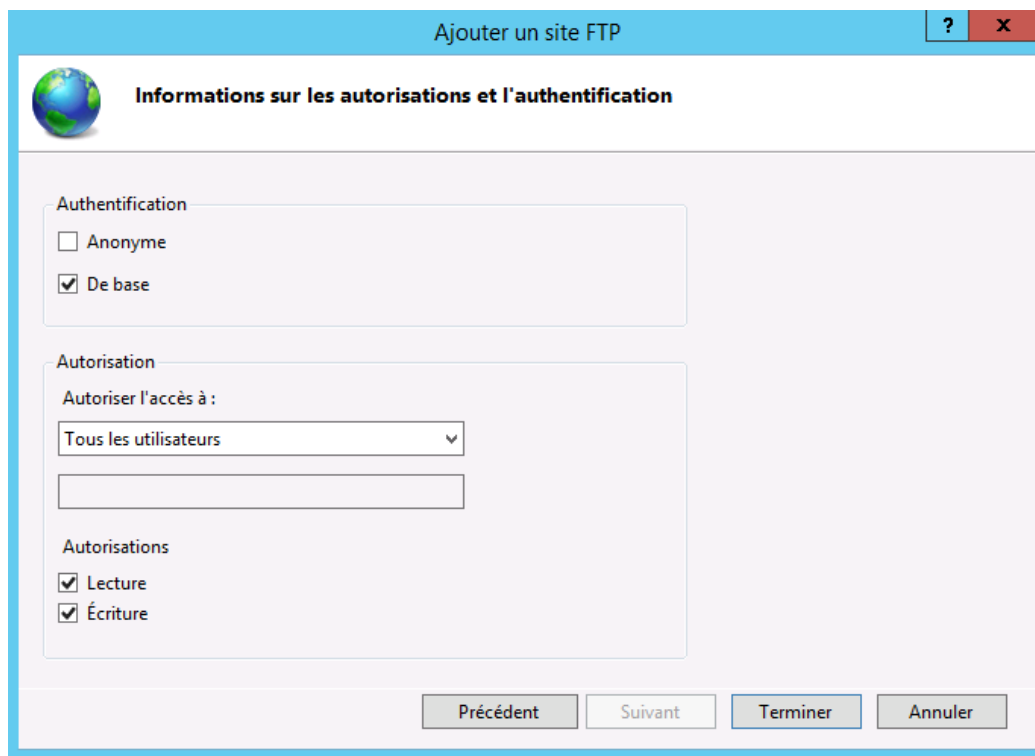 Ajouter un site FTP
?
x
Informations sur les autorisations et l'authentification
Authentification
Anonyme
De base
Autorisation
Autoriser l'accès à :
Tous les utilisateurs
Autorisations
Lecture
Écriture
Précédent
Suivant
Terminer
Annuler